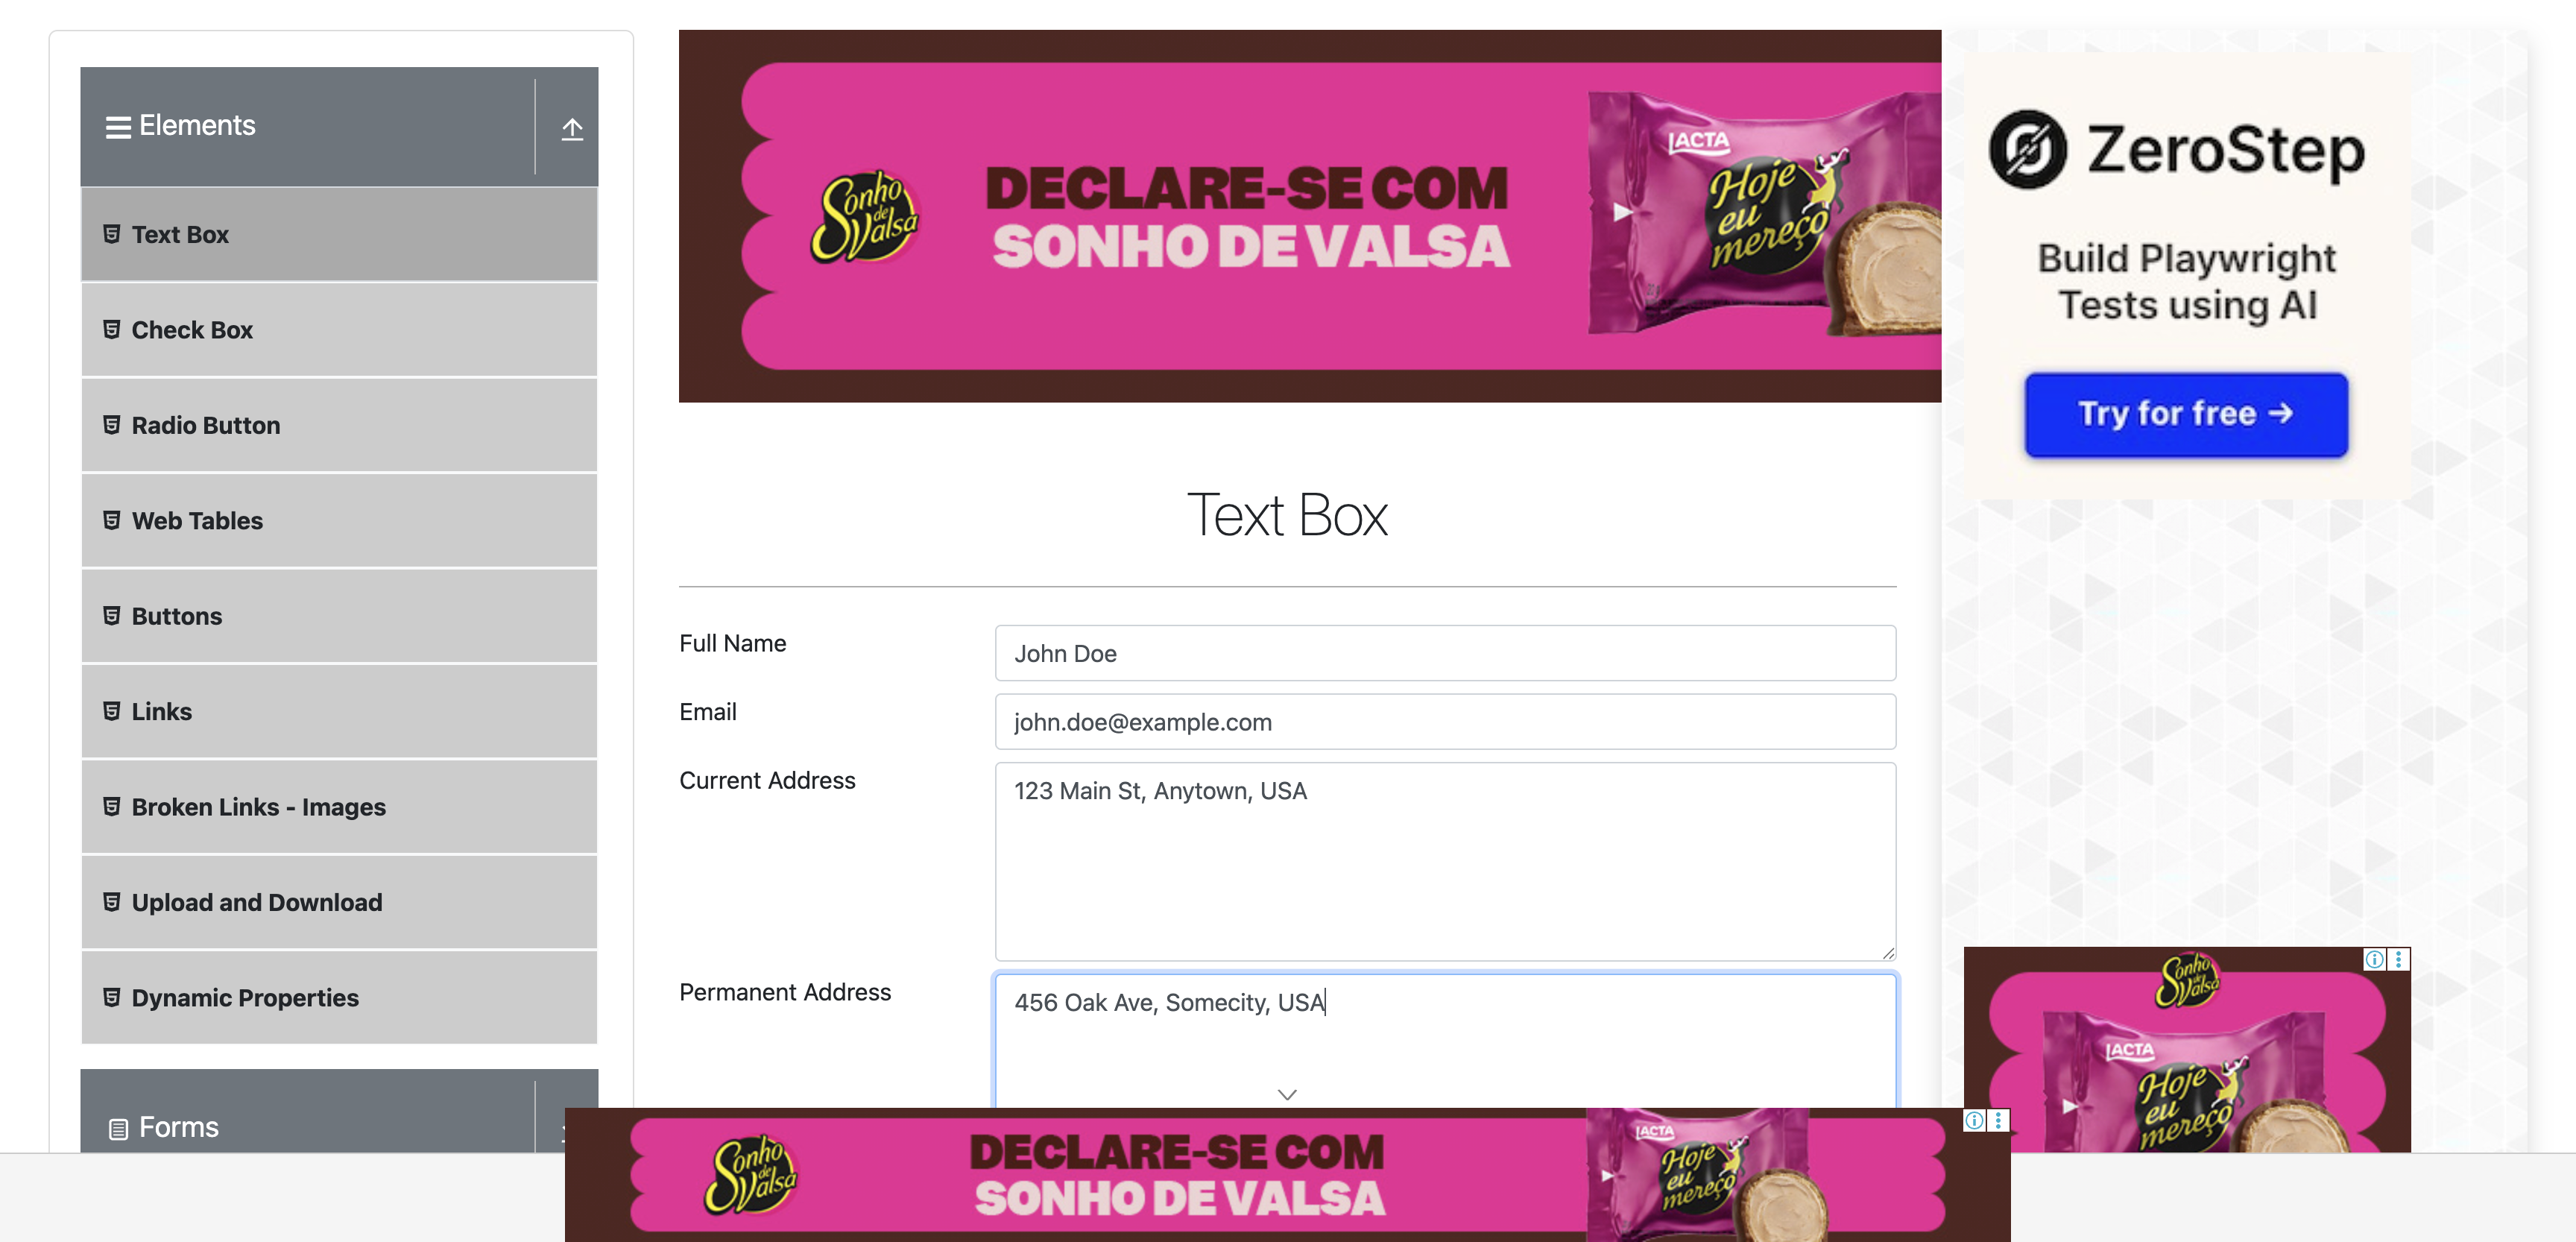 Elements
Text Box
Check Box
Radio Button
Web Tables
Buttons
Links
Broken Links - Images
Upload and Download
Dynamic Properties
Forms
Sonho
de
Valsa
DECLARE-SE COM
SONHO DE VALSA
LACTA
Hoje
eu
mereço
Text Box
Full Name
John Doe
Email
john.doe@example.com
Current Address
123 Main St, Anytown, USA
Permanent Address
456 Oak Ave, Somecity, USA
ZeroStep
Build Playwright
Tests using AI
Try for free →
Sonho
de
Valsa
LACTA
Hoje
eu
mereço
Sonho
de
Valsa
DECLARE-SE COM
SONHO DE VALSA
LACTA
Hoje
eu
mereço